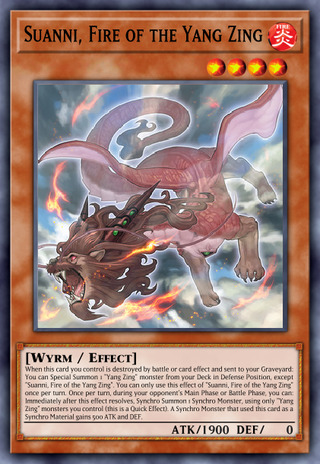 SUANNI, FIRE OF THE YANG ZING
FIRE
炎
[WYRM / EFFECT]
When this card you control is destroyed by battle or card effect and sent to your Graveyard:
You can Special Summon 1 "Yang Zing" monster from your Deck in Defense Position, except
"Suanni, Fire of the Yang Zing". You can only use this effect of "Suanni, Fire of the Yang Zing"
once per turn. Once per turn, during your opponent's Main Phase or Battle Phase, you can:
Immediately after this effect resolves, Synchro Summon 1 Synchro Monster, using only "Yang
Zing" monsters you control (this is a Quick Effect). A Synchro Monster that used this card as a
Synchro Material gains 500 ATK and DEF.
ATK/1900 DEF/ 0